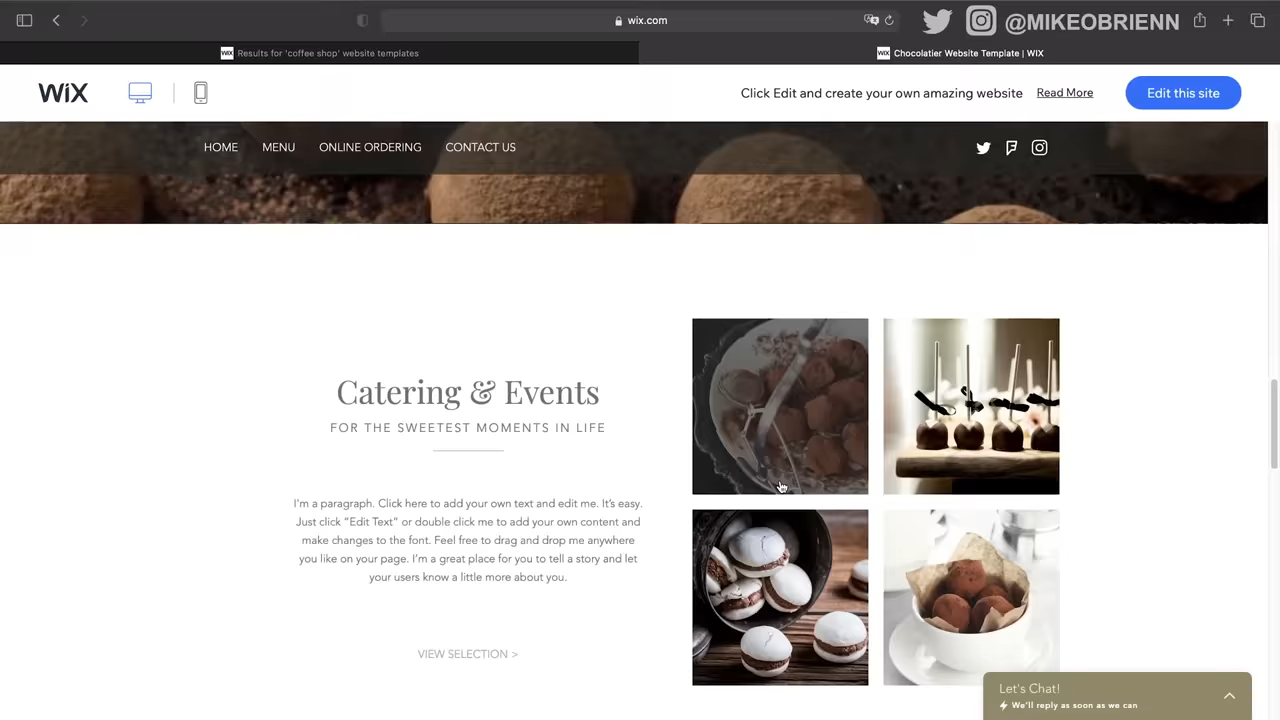 wix.com
@MIKEOBRIENN
WIX Results for 'coffee shop' website templates
WIX Chocolatier Website Template | WIX
WiX
Click Edit and create your own amazing website Read More Edit this site
HOME MENU ONLINE ORDERING CONTACT US
Catering & Events
FOR THE SWEETEST MOMENTS IN LIFE
I'm a paragraph. Click here to add your own text and edit me. It's easy.
Just click “Edit Text” or double click me to add your own content and
make changes to the font. Feel free to drag and drop me anywhere
you like on your page. I'm a great place for you to tell a story and let
your users know a little more about you.
VIEW SELECTION >
Let's Chat!
We'll reply as soon as we can